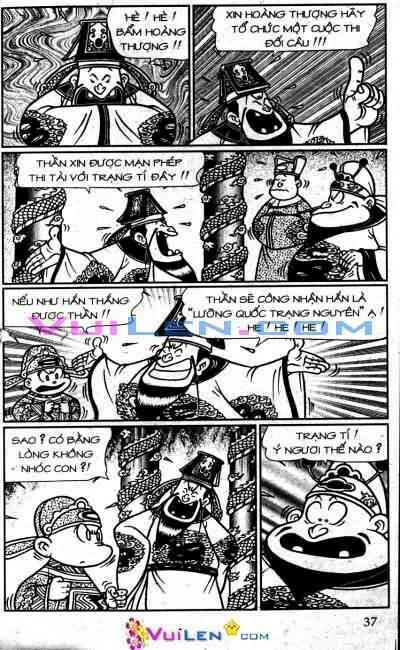 HÈ! HÈ!
BẨM HOÀNG
THƯỢNG!!
XIN HOÀNG THƯỢNG HÃY
TỔ CHỨC MỘT CUỘC THI
ĐỐI CÂU!!!
THẦN XIN ĐƯỢC MẠN PHÉP
THI TÀI VỚI TRẠNG TÍ ĐÂY!!
NẾU NHƯ HẮN THẮNG
ĐƯỢC THẦN!!
THẦN SẼ CÔNG NHẬN HẮN LÀ
"LƯỠNG QUỐC TRẠNG NGUYÊN" Ạ!
HE! HE! HE!
VuiLen.com
SAO? CÓ BẰNG
LÒNG KHÔNG
NHÓC CON?!
TRẠNG TÍ!
Ý NGƯƠI THẾ NÀO?
37
VuiLen.com